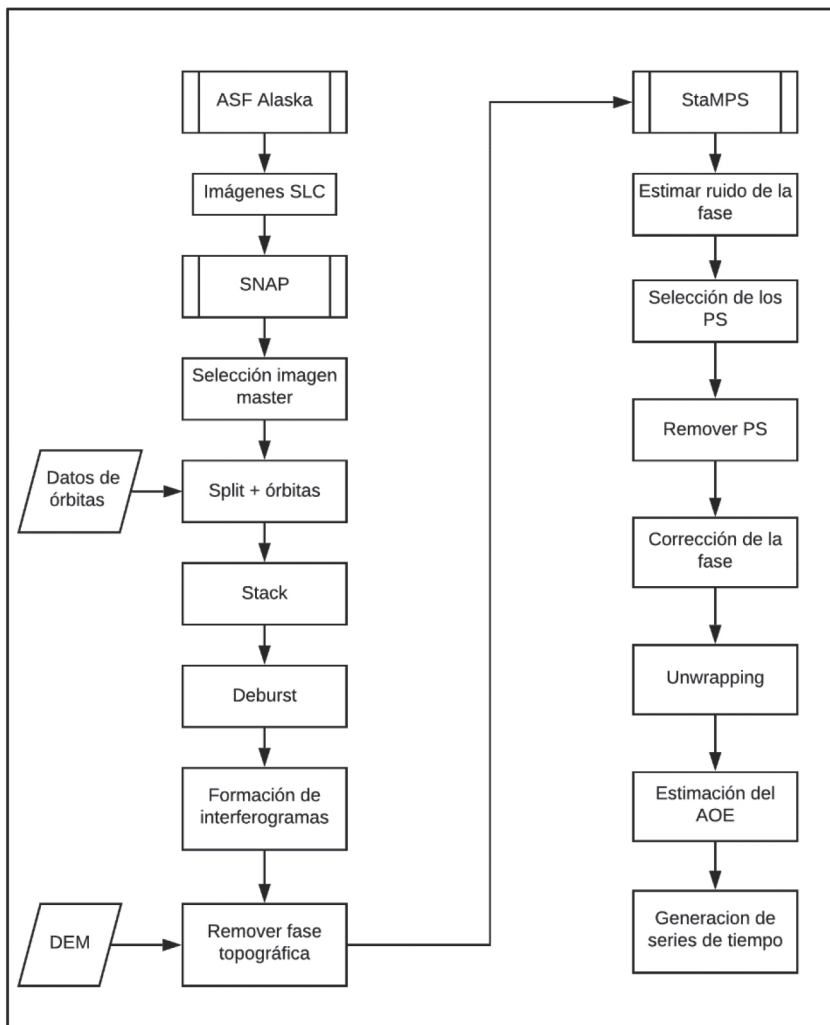 ASF Alaska
Imágenes SLC
SNAP
Selección imagen
master
Datos de
órbitas
Split + órbitas
Stack
Deburst
Formación de
interferogramas
DEM
Remover fase
topográfica
StaMPS
Estimar ruido de la
fase
Selección de los
PS
Remover PS
Corrección de la
fase
Unwrapping
Estimación del
AOE
Generacion de
series de tiempo